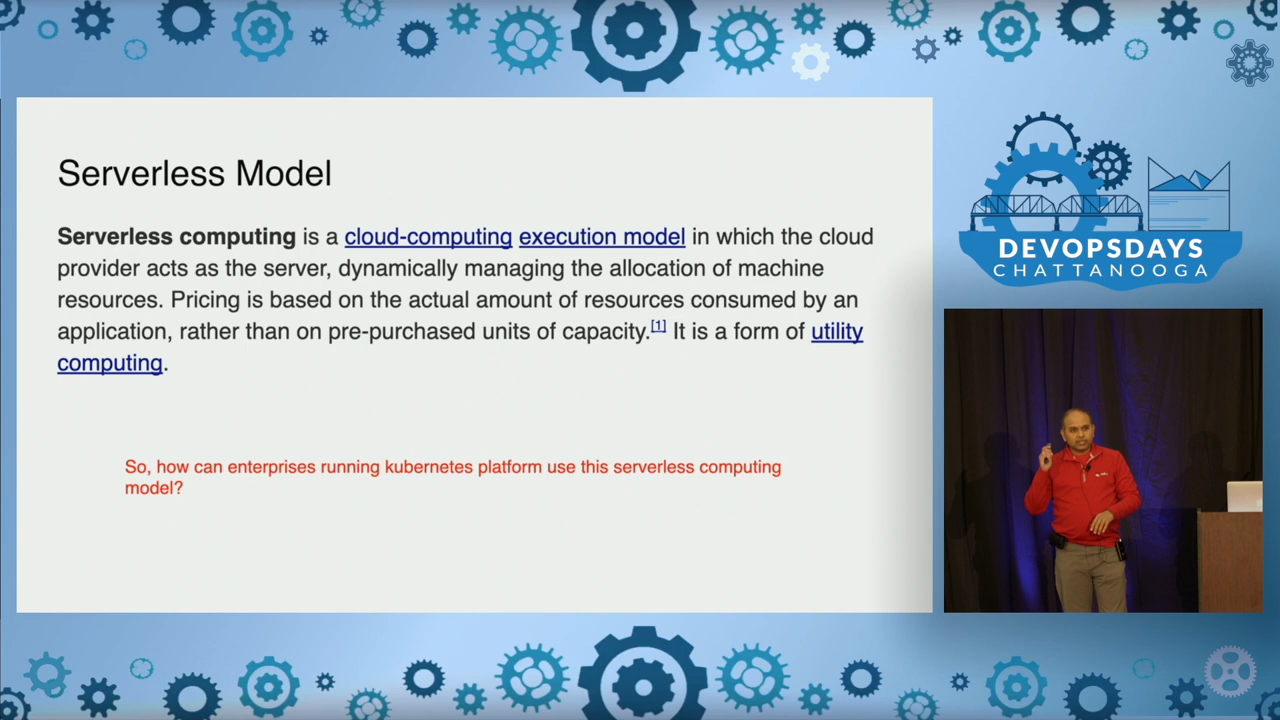 Serverless Model
Serverless computing is a cloud-computing execution model in which the cloud
provider acts as the server, dynamically managing the allocation of machine
resources. Pricing is based on the actual amount of resources consumed by an
application, rather than on pre-purchased units of capacity.[1] It is a form of utility
computing.
So, how can enterprises running kubernetes platform use this serverless computing
model?
DEVOPSDAYS
CHATTANOOGA